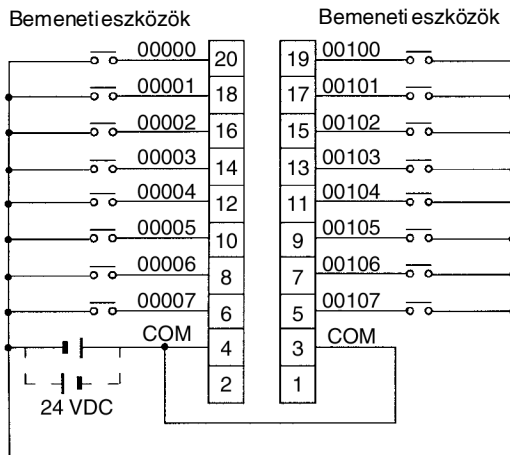 Bemeneti eszközök Bemeneti eszközök
00000 20 19 00100
00001 18 17 00101
00002 16 15 00102
00003 14 13 00103
00004 12 11 00104
00005 10 9 00105
00006 8 7 00106
00007 6 5 00107
COM 4 3 COM
2 1
24 VDC